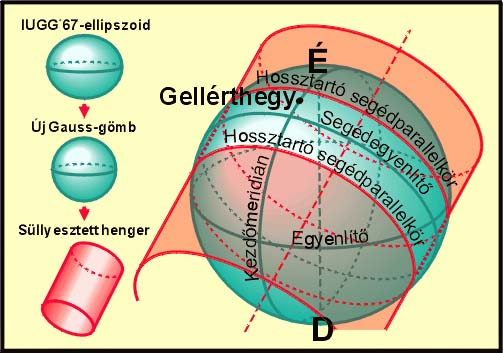 IUGG´67-ellipszoid
Új Gauss-gömb
Süllyesztett henger
É
Gellérthegy
Hossztartó segédparallelkör
Segédegyenlítő
Hossztartó segédparallelkör
Kezdőmeridián
Egyenlítő
D